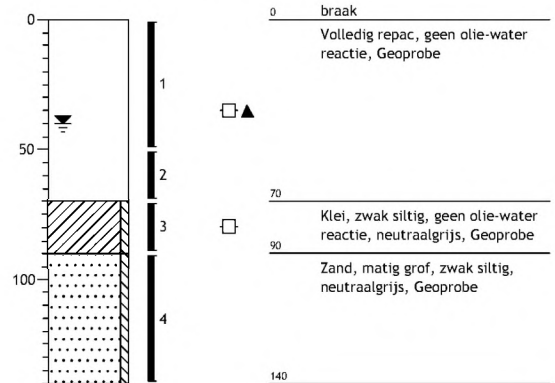 0
0 braak
Volledig repac, geen olie-water
reactie, Geoprobe
1
50
2
70
3
Klei, zwak siltig, geen olie-water
reactie, neutraalgrijs, Geoprobe
90
Zand, matig grof, zwak siltig,
neutraalgrijs, Geoprobe
100
4
140